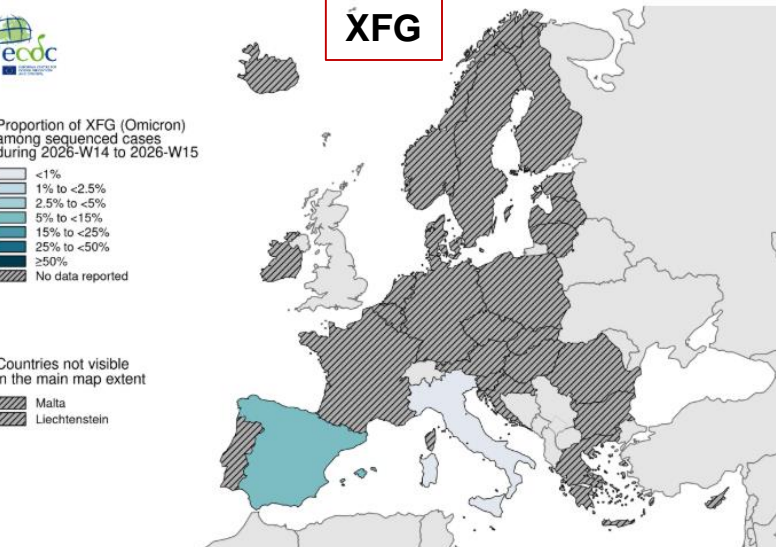 XFG
ecdc
Proportion of XFG (Omicron)
among sequenced cases
during 2026-W14 to 2026-W15
<1%
1% to <2.5%
2.5% to <5%
5% to <15%
15% to <25%
25% to <50%
≥50%
No data reported
Countries not visible
in the main map extent
Malta
Liechtenstein